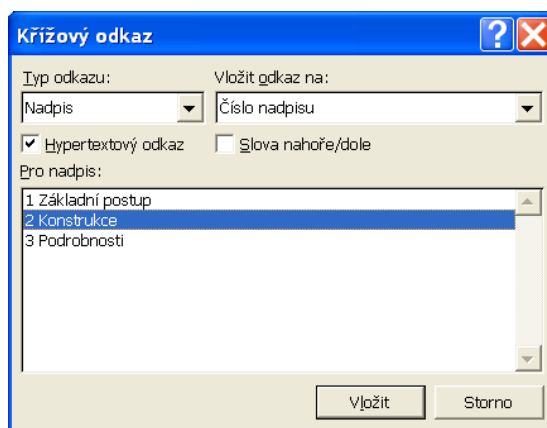 Křížový odkaz
Typ odkazu: Vložit odkaz na:
Nadpis Číslo nadpisu
Hypertextový odkaz Slova nahoře/dole
Pro nadpis:
1 Základní postup
2 Konstrukce
3 Podrobnosti
Vložit Storno